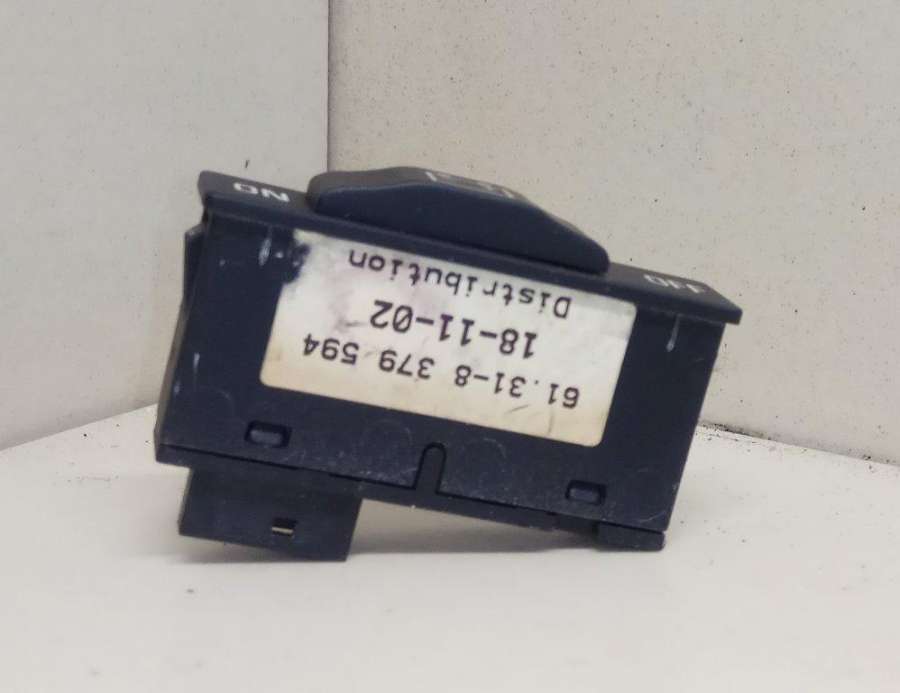 ON
OFF
61.31-8 379 594
18-11-02
Distribution